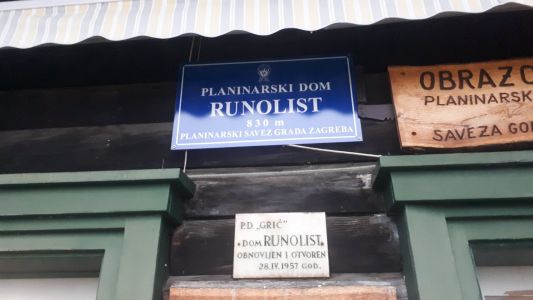 PLANINARSKI DOM
RUNOLIST
830 m
PLANINARSKI SAVEZ GRADA ZAGREBA
OBRAZO
PLANINARSK
SAVEZA GO
P.D. „GRIČ"
•DOM RUNOLIST•
OBNOVLJEN I OTVOREN
28.IV.1957 GOD.